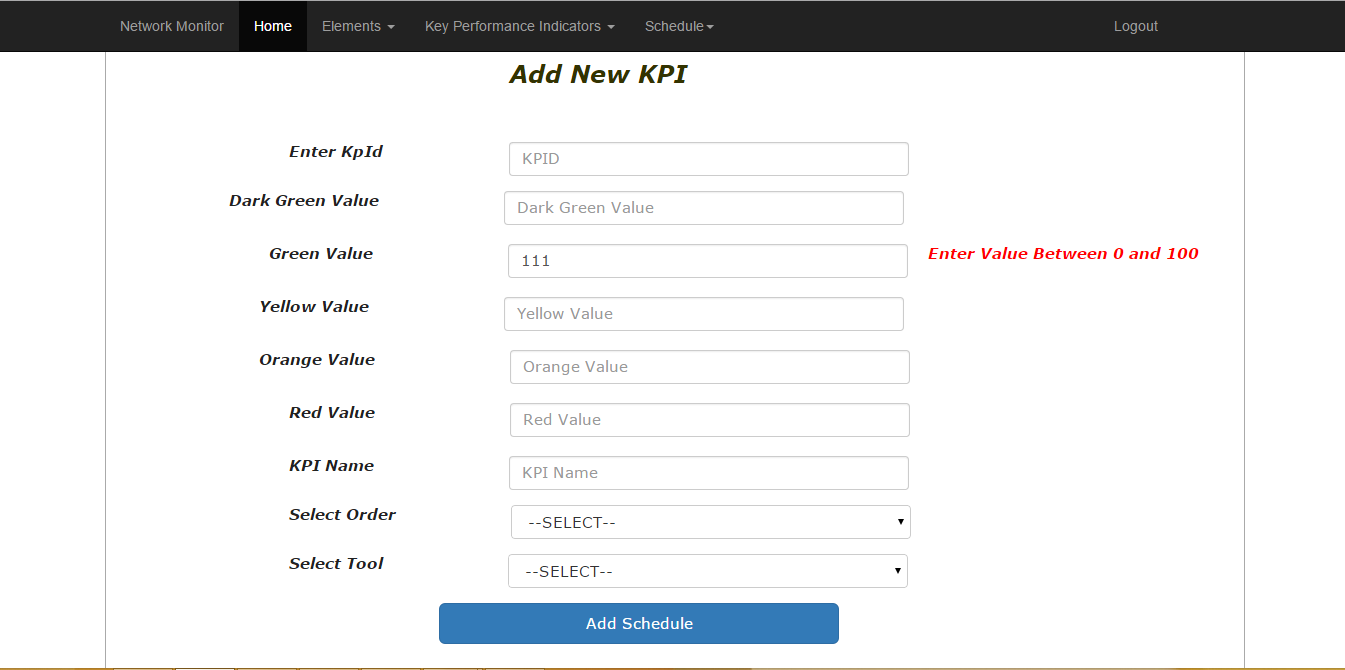 Network Monitor Home Elements Key Performance Indicators Schedule Logout
Add New KPI
Enter KpId KPID
Dark Green Value Dark Green Value
Green Value 111 Enter Value Between 0 and 100
Yellow Value Yellow Value
Orange Value Orange Value
Red Value Red Value
KPI Name KPI Name
Select Order --SELECT--
Select Tool --SELECT--
Add Schedule